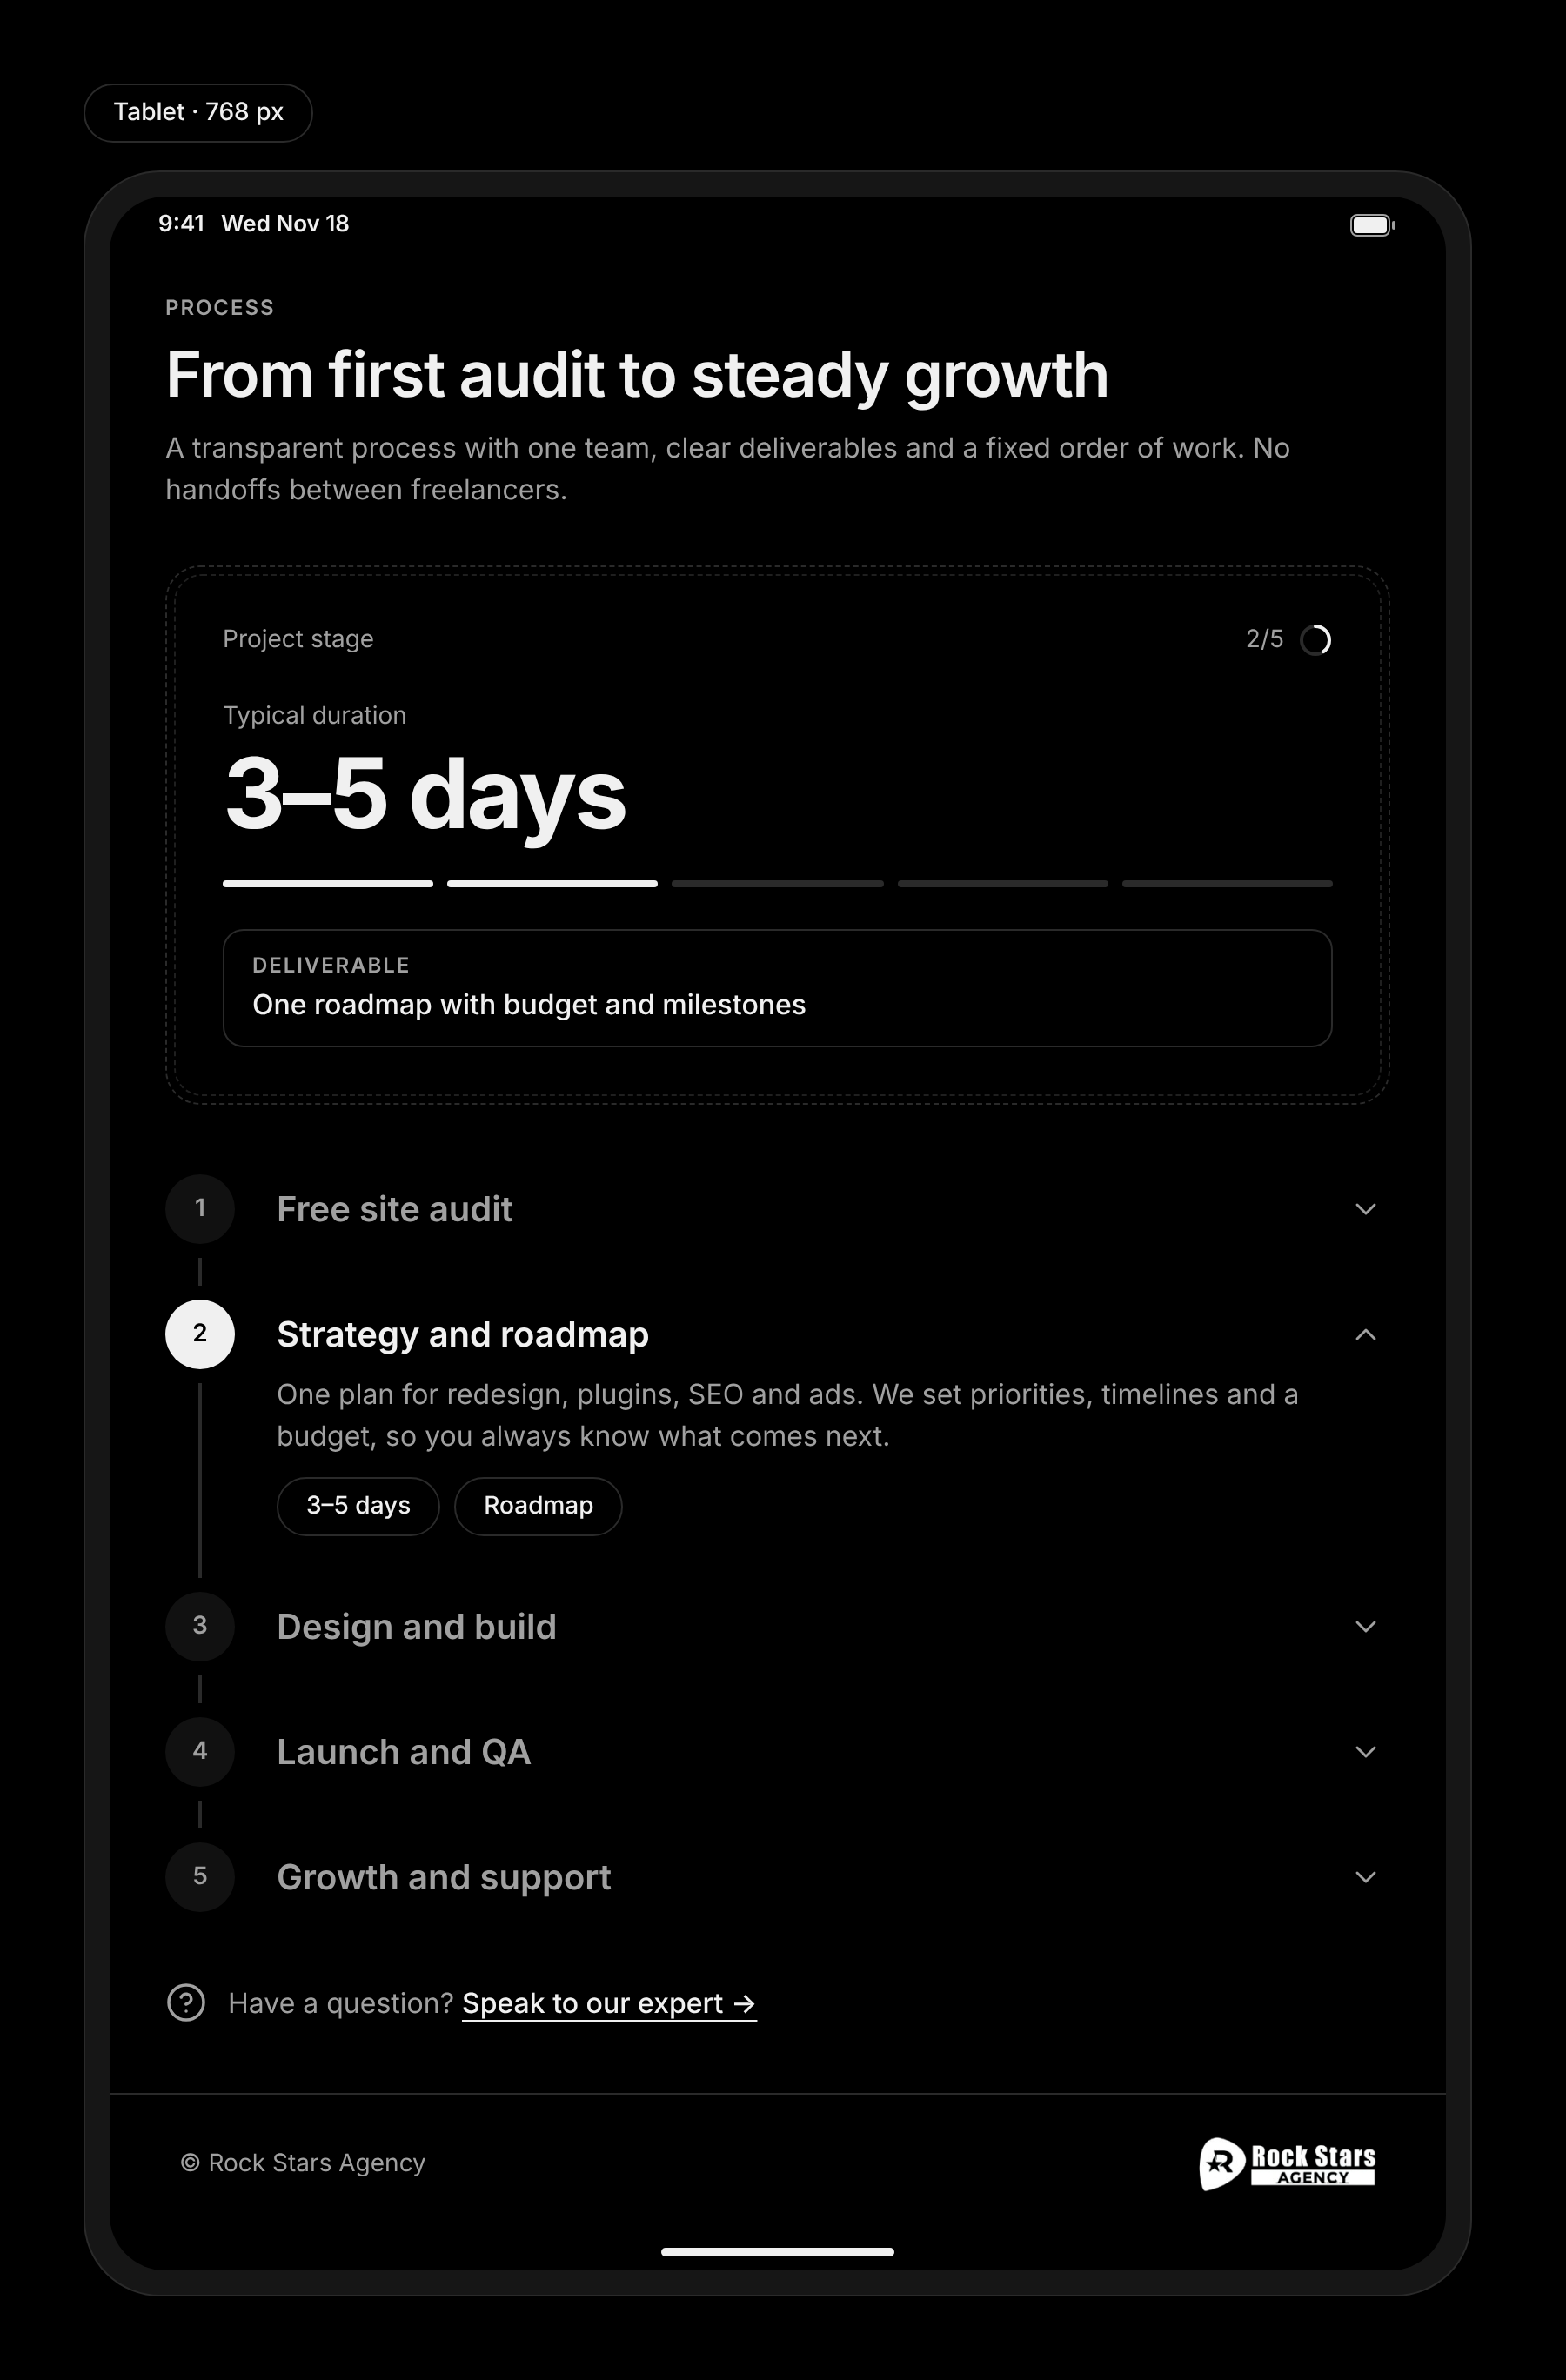 Tablet · 768 px
9:41 Wed Nov 18
PROCESS
From first audit to steady growth
A transparent process with one team, clear deliverables and a fixed order of work. No
handoffs between freelancers.
Project stage
2/5
Typical duration
3–5 days
DELIVERABLE
One roadmap with budget and milestones
1 Free site audit
2 Strategy and roadmap
One plan for redesign, plugins, SEO and ads. We set priorities, timelines and a
budget, so you always know what comes next.
3–5 days Roadmap
3 Design and build
4 Launch and QA
5 Growth and support
Have a question? Speak to our expert →
© Rock Stars Agency
R Rock Stars
AGENCY